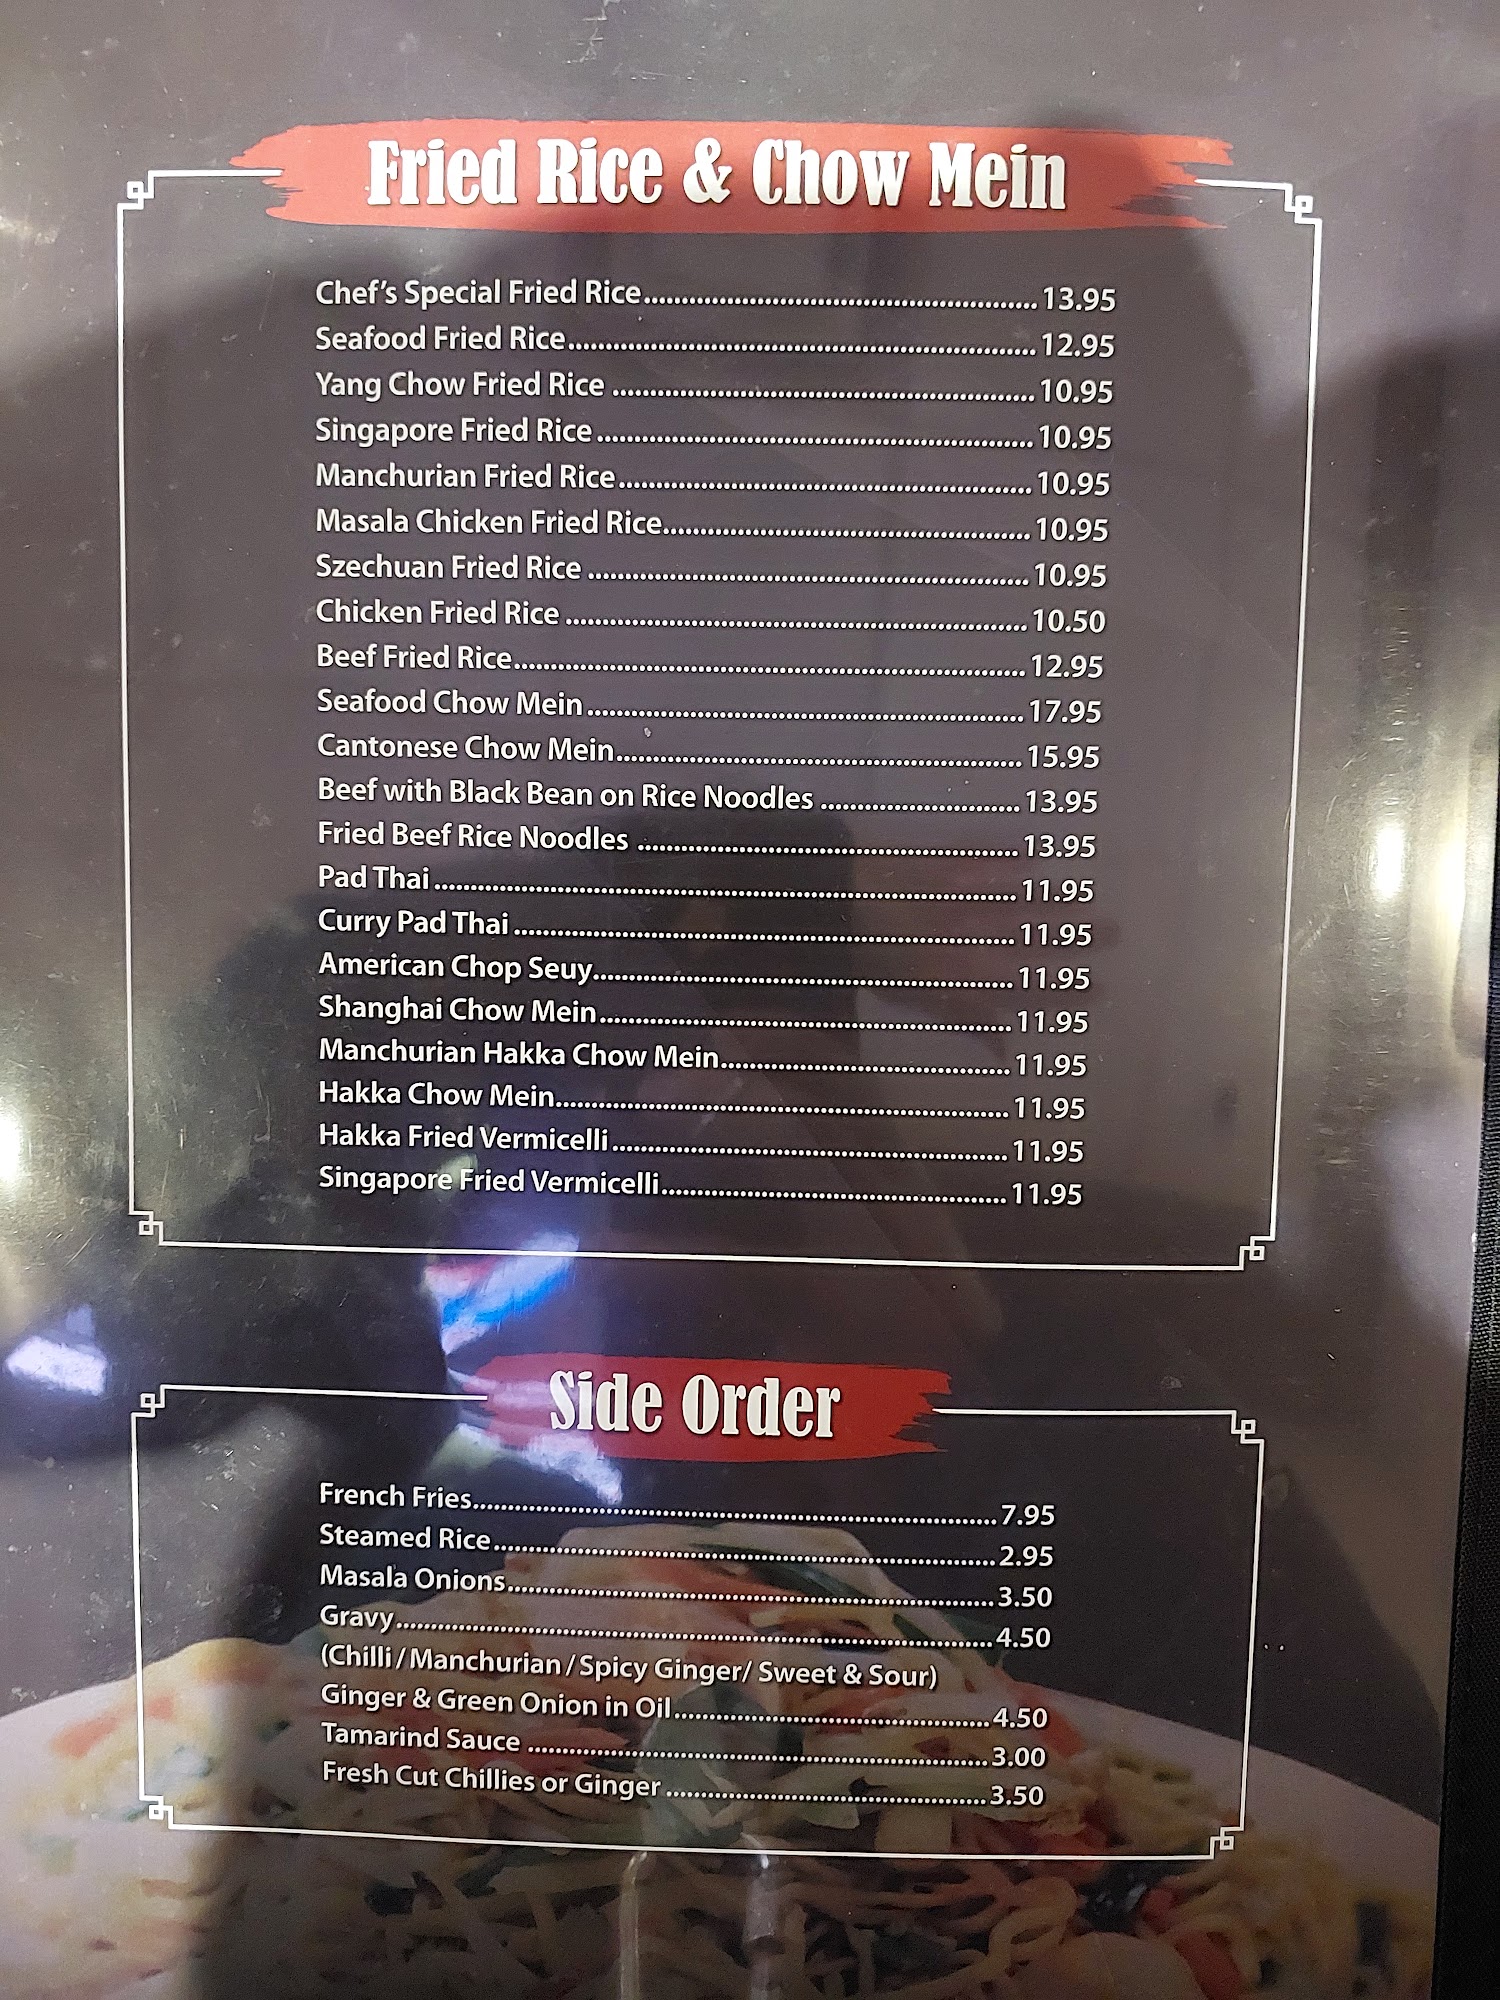 Fried Rice & Chow Mein
Chef's Special Fried Rice 13.95
Seafood Fried Rice 12.95
Yang Chow Fried Rice 10.95
Singapore Fried Rice 10.95
Manchurian Fried Rice 10.95
Masala Chicken Fried Rice 10.95
Szechuan Fried Rice 10.95
Chicken Fried Rice 10.50
Beef Fried Rice 12.95
Seafood Chow Mein 17.95
Cantonese Chow Mein 15.95
Beef with Black Bean on Rice Noodles 13.95
Fried Beef Rice Noodles 13.95
Pad Thai 11.95
Curry Pad Thai 11.95
American Chop Seuy 11.95
Shanghai Chow Mein 11.95
Manchurian Hakka Chow Mein 11.95
Hakka Chow Mein 11.95
Hakka Fried Vermicelli 11.95
Singapore Fried Vermicelli 11.95
Side Order
French Fries 7.95
Steamed Rice 2.95
Masala Onions 3.50
Gravy 4.50
(Chilli / Manchurian / Spicy Ginger/ Sweet & Sour)
Ginger & Green Onion in Oil 4.50
Tamarind Sauce 3.00
Fresh Cut Chillies or Ginger 3.50